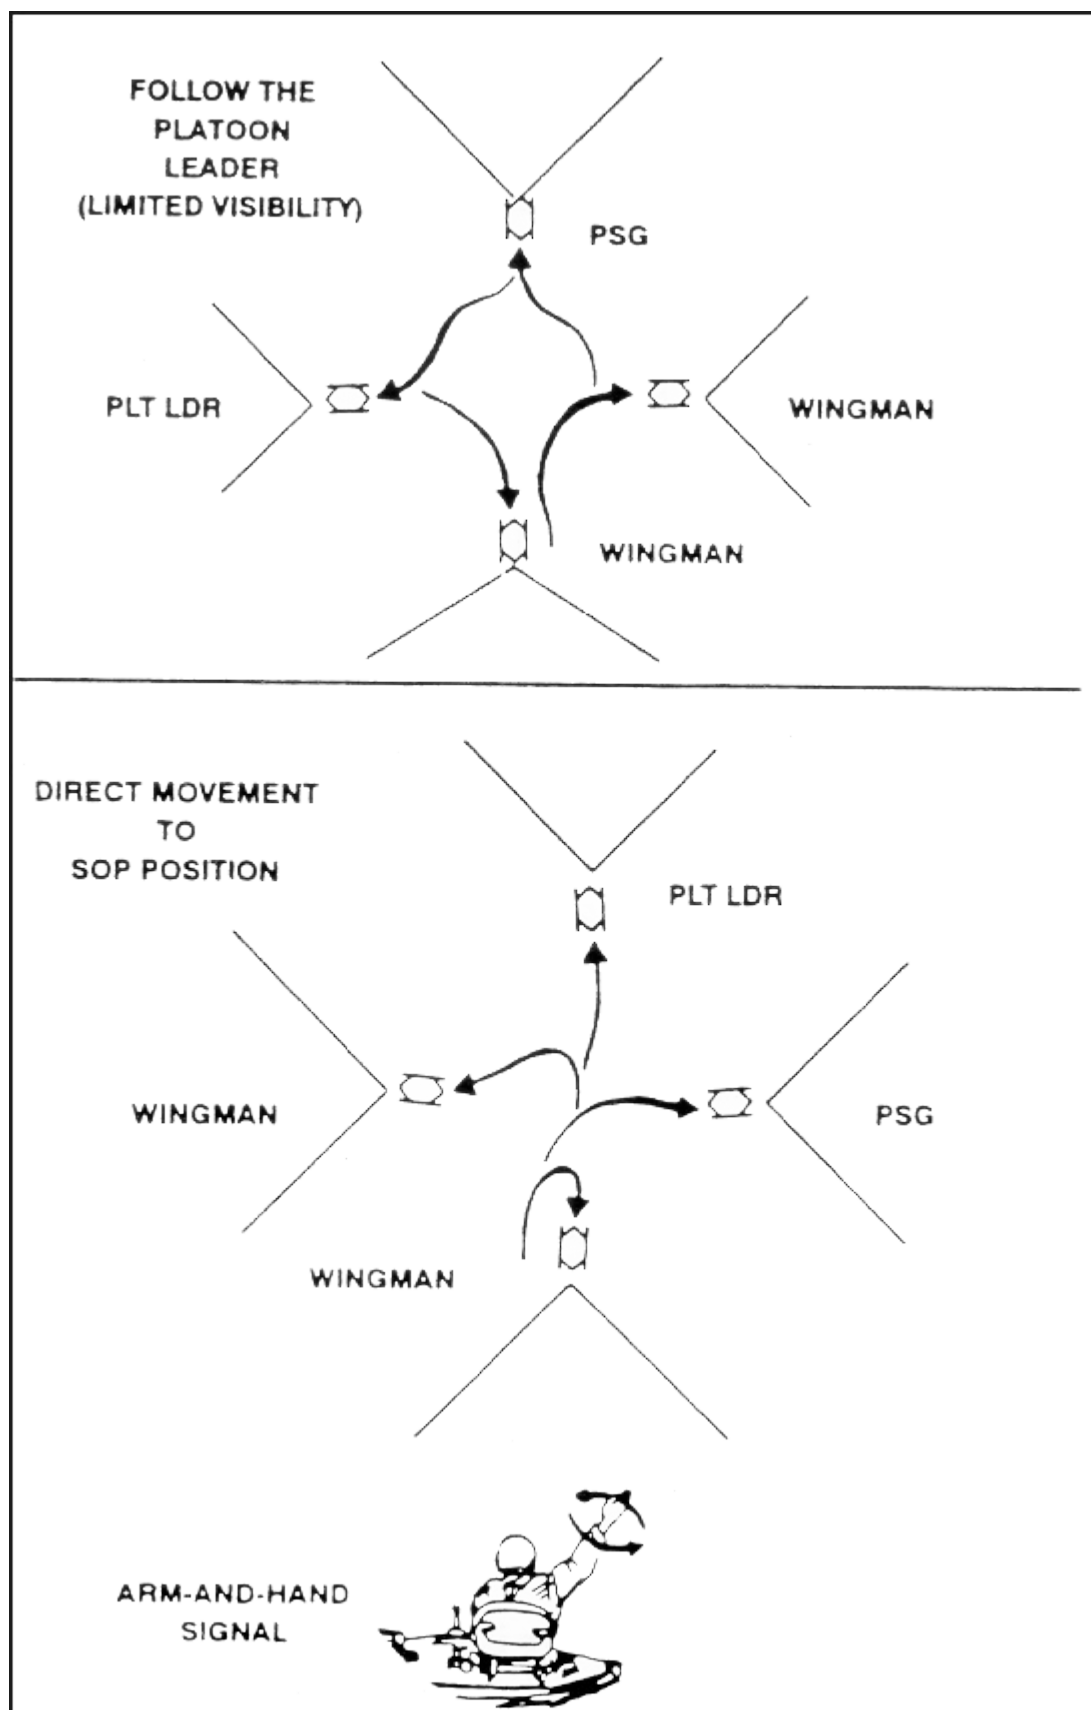 FOLLOW THE
PLATOON
LEADER
(LIMITED VISIBILITY)
PSG
PLT LDR
WINGMAN
WINGMAN
DIRECT MOVEMENT
TO
SOP POSITION
PLT LDR
WINGMAN
PSG
WINGMAN
ARM-AND-HAND
SIGNAL